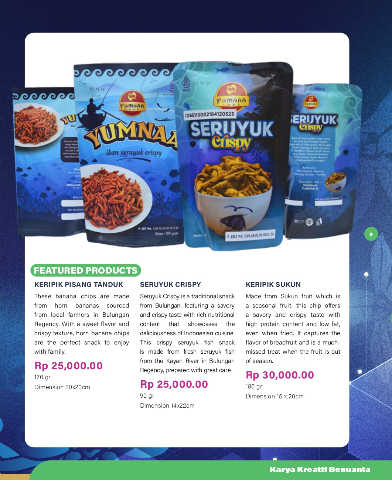 YUMNAA
YUMNAA
Ikan seruyuk crispy
YUMNAA
SERUYUK
Crispy
SERUYUK
Crispy
FEATURED PRODUCTS
KERIPIK PISANG TANDUK
These banana chips are made
from horn bananas sourced
from local farmers in Bulungan
Regency. With a sweet flavor and
crispy texture, horn banana chips
are the perfect snack to enjoy
with family.
Rp 25,000.00
170 gr
Dimension 20x20cm
SERUYUK CRISPY
Seruyuk Crispy is a traditional snack
from Bulungan featuring a savory
and crispy taste with rich nutritional
content that showcases the
deliciousness of Indonesian cuisine.
This crispy seruyuk fish snack
is made from fresh seruyuk fish
from the Kayan River in Bulungan
Regency, prepared with great care.
Rp 25,000.00
90 gr
Dimension 14x22cm
KERIPIK SUKUN
Made from Sukun fruit which is
a seasonal fruit, this chip offers
a savory and crispy taste with
high protein content and low fat,
even when fried. It captures the
flavor of breadfruit and is a much-
missed treat when the fruit is out
of season.
Rp 30,000.00
180 gr
Dimension 16 x 20cm
Karya Kreatif Benuanta